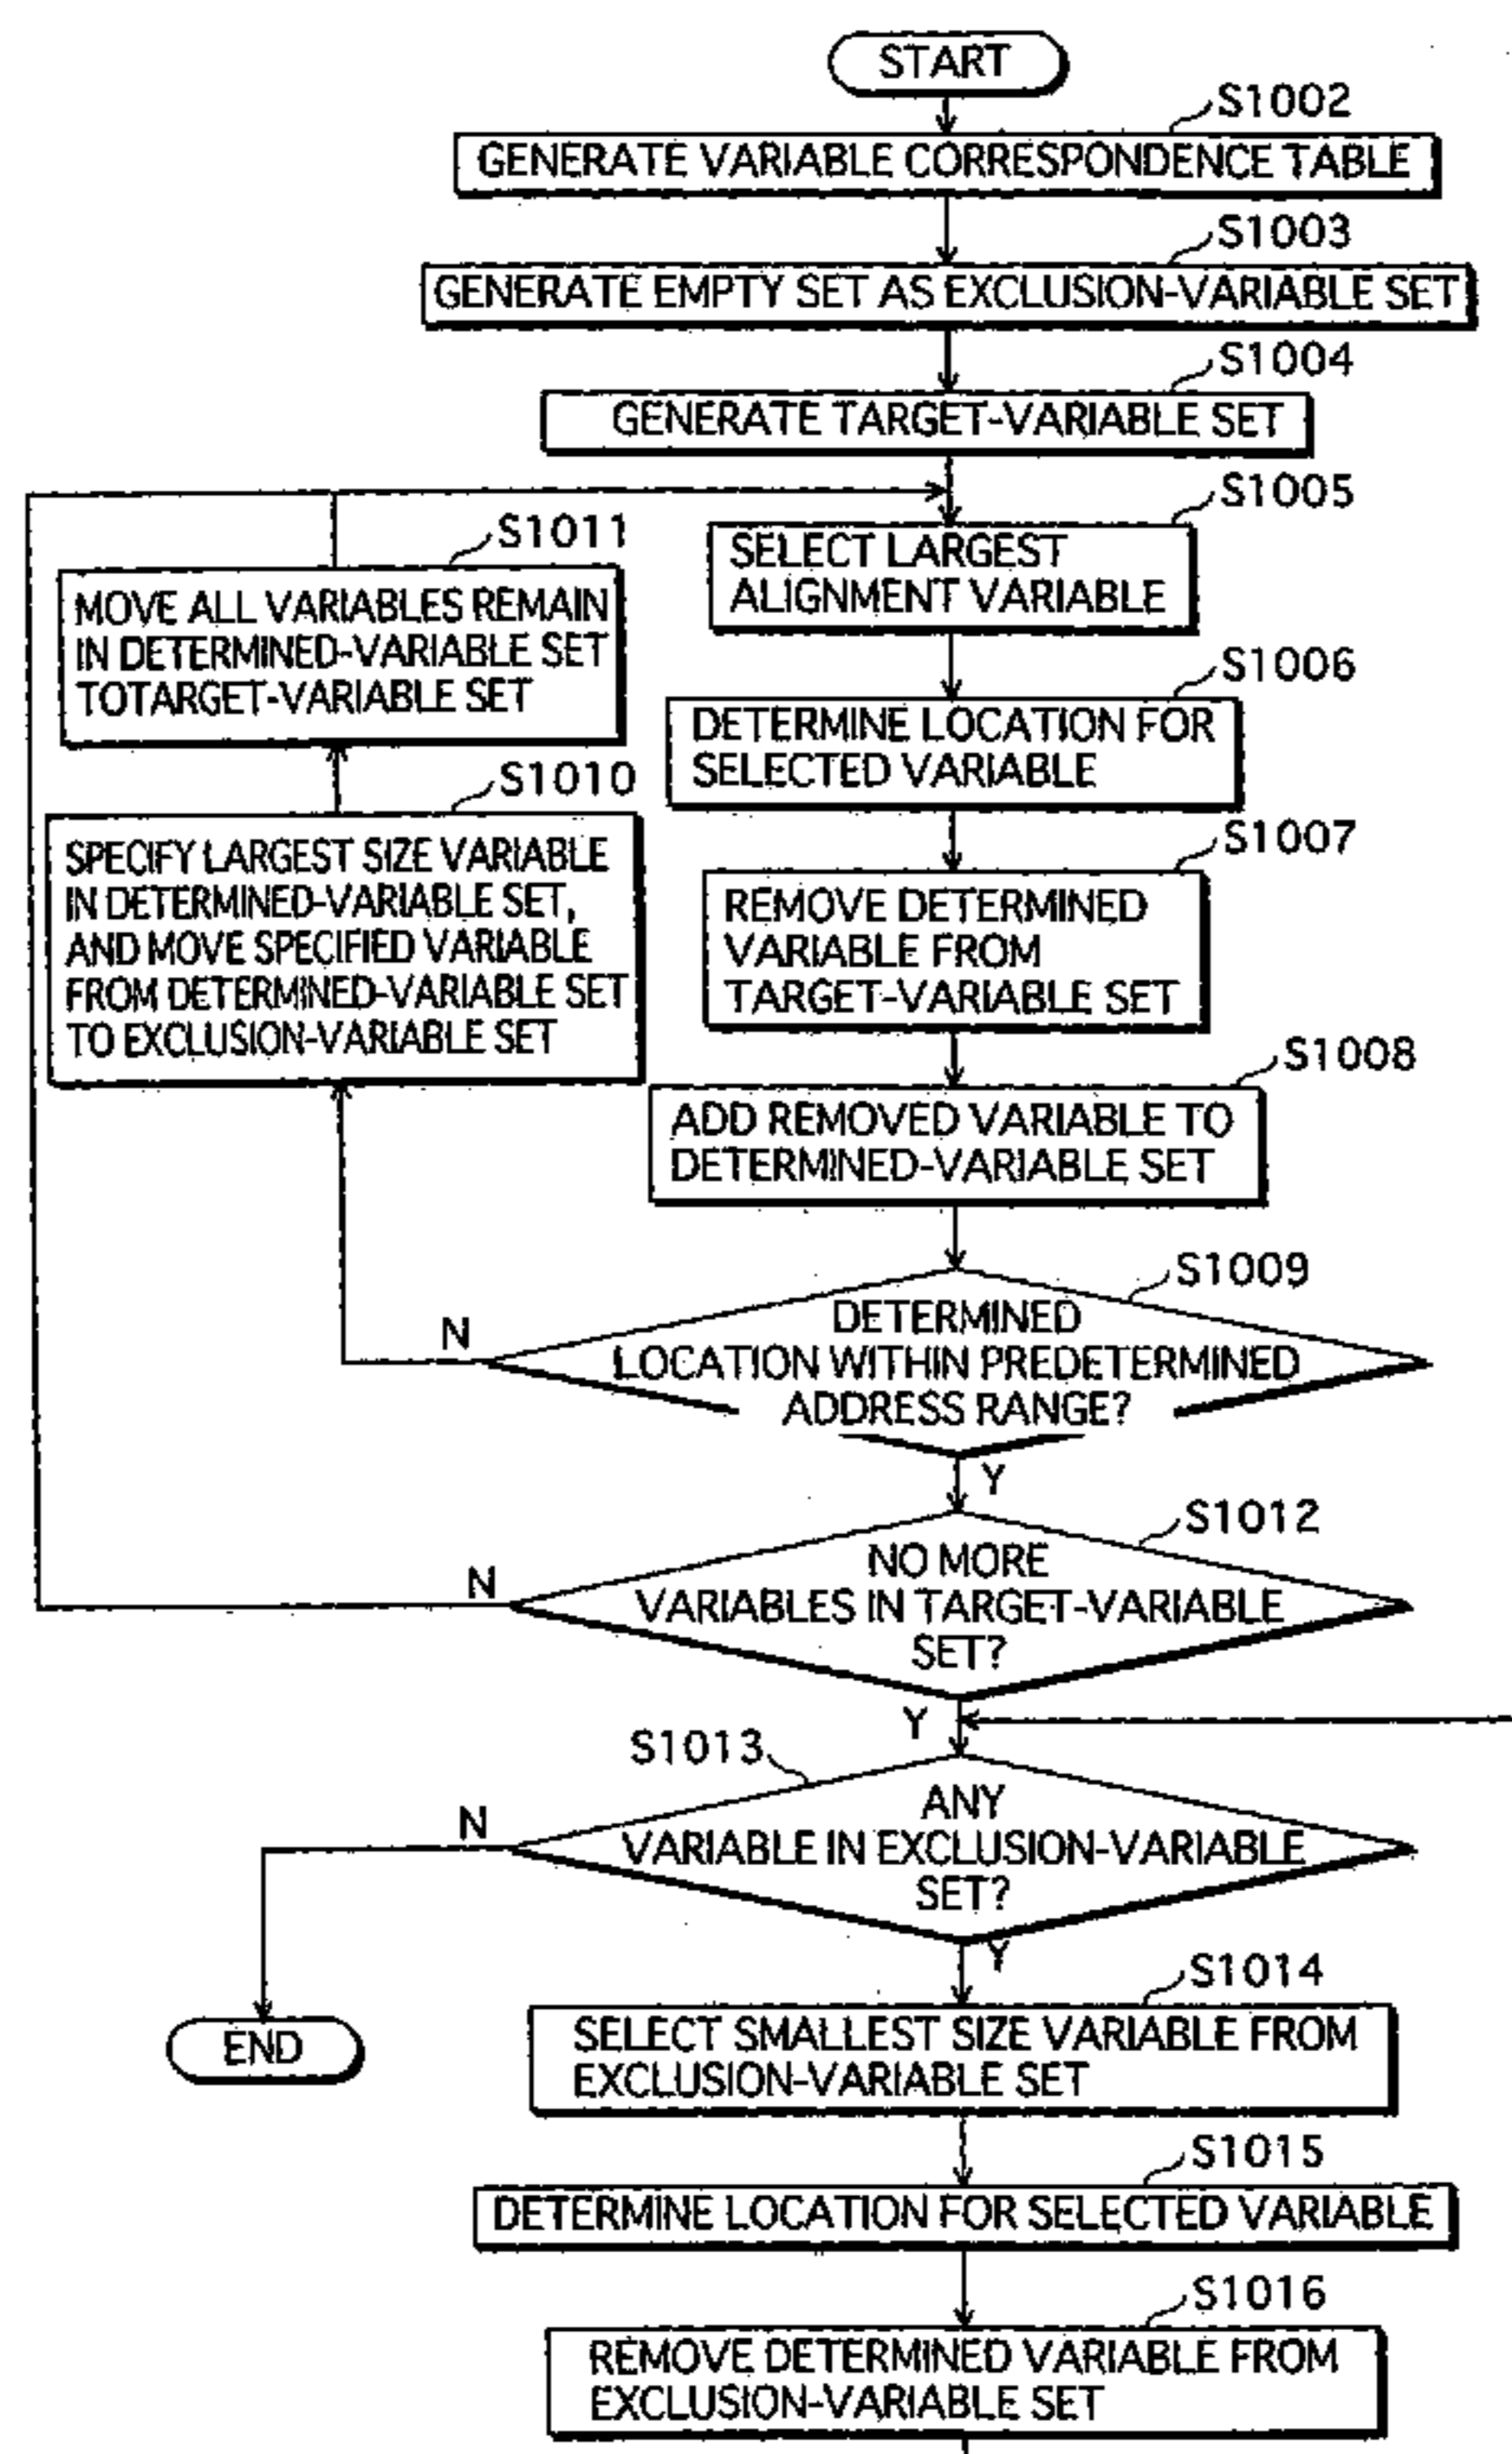 START
S1002
GENERATE VARIABLE CORRESPONDENCE TABLE
S1003
GENERATE EMPTY SET AS EXCLUSION-VARIABLE SET
S1004
GENERATE TARGET-VARIABLE SET
S1005
SELECT LARGEST
ALIGNMENT VARIABLE
S1011
MOVE ALL VARIABLES REMAIN
IN DETERMINED-VARIABLE SET
TOTARGET-VARIABLE SET
S1006
DETERMINE LOCATION FOR
SELECTED VARIABLE
S1010
SPECIFY LARGEST SIZE VARIABLE
IN DETERMINED-VARIABLE SET,
AND MOVE SPECIFIED VARIABLE
FROM DETERMINED-VARIABLE SET
TO EXCLUSION-VARIABLE SET
S1007
REMOVE DETERMINED
VARIABLE FROM
TARGET-VARIABLE SET
S1008
ADD REMOVED VARIABLE TO
DETERMINED-VARIABLE SET
S1009
DETERMINED
LOCATION WITHIN PREDETERMINED
ADDRESS RANGE?
N
Y
S1012
NO MORE
VARIABLES IN TARGET-VARIABLE
SET?
N
Y
S1013
ANY
VARIABLE IN EXCLUSION-VARIABLE
SET?
N
Y
END
S1014
SELECT SMALLEST SIZE VARIABLE FROM
EXCLUSION-VARIABLE SET
S1015
DETERMINE LOCATION FOR SELECTED VARIABLE
S1016
REMOVE DETERMINED VARIABLE FROM
EXCLUSION-VARIABLE SET